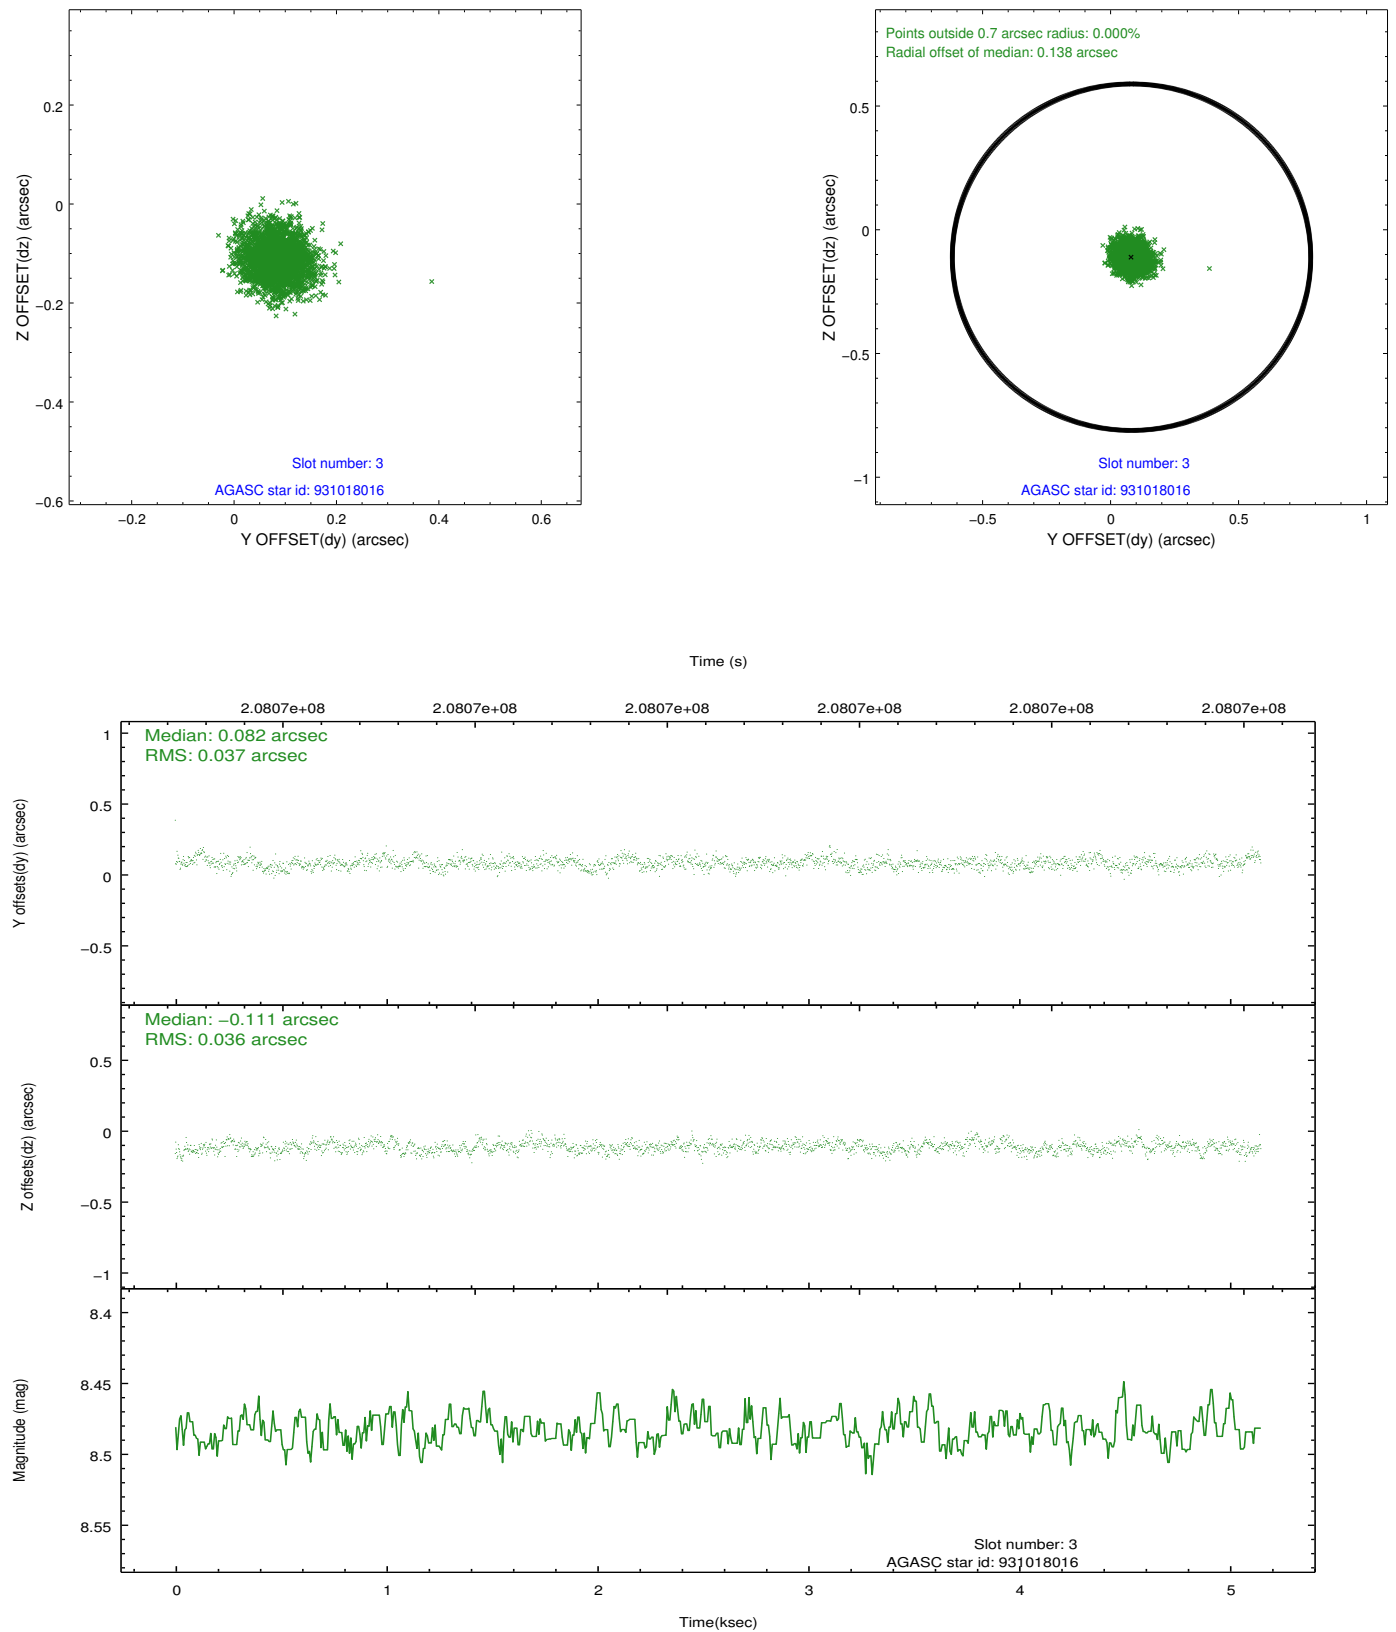 0.2
0
−0.2
−0.4
−0.6
Z OFFSET(dz) (arcsec)
Slot number: 3
AGASC star id: 931018016
−0.2 0 0.2 0.4 0.6
Y OFFSET(dy) (arcsec)
Points outside 0.7 arcsec radius: 0.000%
Radial offset of median: 0.138 arcsec
0.5
0
−0.5
−1
Z OFFSET(dz) (arcsec)
Slot number: 3
AGASC star id: 931018016
−0.5 0 0.5 1
Y OFFSET(dy) (arcsec)
Time (s)
2.0807e+08 2.0807e+08 2.0807e+08 2.0807e+08 2.0807e+08 2.0807e+08
Median: 0.082 arcsec
RMS: 0.037 arcsec
1
0.5
0
−0.5
Y offsets(dy) (arcsec)
Median: −0.111 arcsec
RMS: 0.036 arcsec
0.5
0
−0.5
−1
Z offsets(dz) (arcsec)
8.4
8.45
8.5
8.55
Magnitude (mag)
Slot number: 3
AGASC star id: 931018016
0 1 2 3 4 5
Time(ksec)